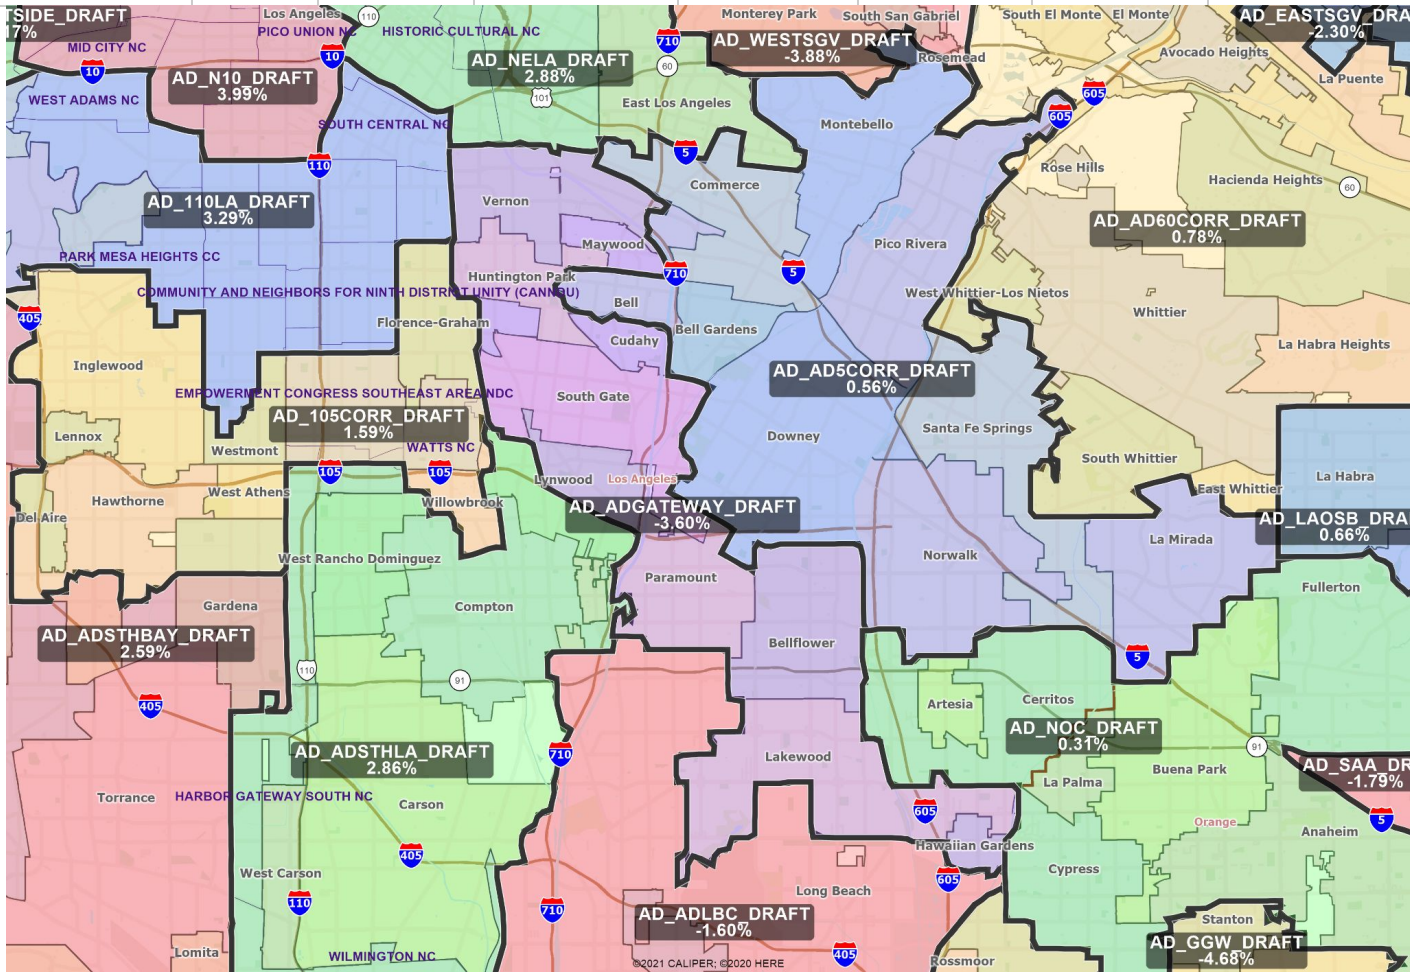 TSIDE_DRAFT
17%
Los Angeles
110
PICO UNION NC
HISTORIC CULTURAL NC
MID CITY NC
10
10
AD_N10_DRAFT
3.99%
AD_NELA_DRAFT
2.88%
101
710
60
Monterey Park
South San Gabriel
AD_WESTSGV_DRAFT
-3.88%
Rosemead
South El Monte
El Monte
AD_EASTSGV_DRA
-2.30%
Avocado Heights
La Puente
605
605
WEST ADAMS NC
SOUTH CENTRAL NC
East Los Angeles
Montebello
110
5
Commerce
Rose Hills
Hacienda Heights
60
AD_110LA_DRAFT
3.29%
Vernon
AD_AD60CORR_DRAFT
0.78%
Maywood
Pico Rivera
PARK MESA HEIGHTS CC
Huntington Park
710
5
COMMUNITY AND NEIGHBORS FOR NINTH DISTRICT UNITY (CANNDU)
West Whittier-Los Nietos
Bell
Whittier
405
Florence-Graham
Bell Gardens
Cudahy
La Habra Heights
Inglewood
AD_AD5CORR_DRAFT
0.56%
EMPOWERMENT CONGRESS SOUTHEAST AREA NDC
South Gate
AD_105CORR_DRAFT
1.59%
Lennox
Westmont
WATTS NC
Downey
Santa Fe Springs
South Whittier
105
105
Lynwood
Los Angeles
La Habra
West Athens
Hawthorne
Willowbrook
East Whittier
Del Aire
AD_ADGATEWAY_DRAFT
-3.60%
AD_LAOSB_DRA
0.66%
La Mirada
West Rancho Dominguez
Norwalk
Paramount
Fullerton
Gardena
Compton
AD_ADSTHBAY_DRAFT
2.59%
Bellflower
5
110
91
405
Artesia
Cerritos
AD_NOC_DRAFT
0.31%
91
AD_ADSTHLA_DRAFT
2.86%
710
Lakewood
Buena Park
AD_SAA_DR
-1.79%
La Palma
Torrance
HARBOR GATEWAY SOUTH NC
Carson
605
Orange
5
Anaheim
Hawaiian Gardens
405
West Carson
Cypress
605
Long Beach
110
710
AD_ADLBC_DRAFT
-1.60%
Stanton
AD_GGW_DRAFT
-4.68%
Lomita
WILMINGTON NC
405
Rossmoor
©2021 CALIPER; ©2020 HERE